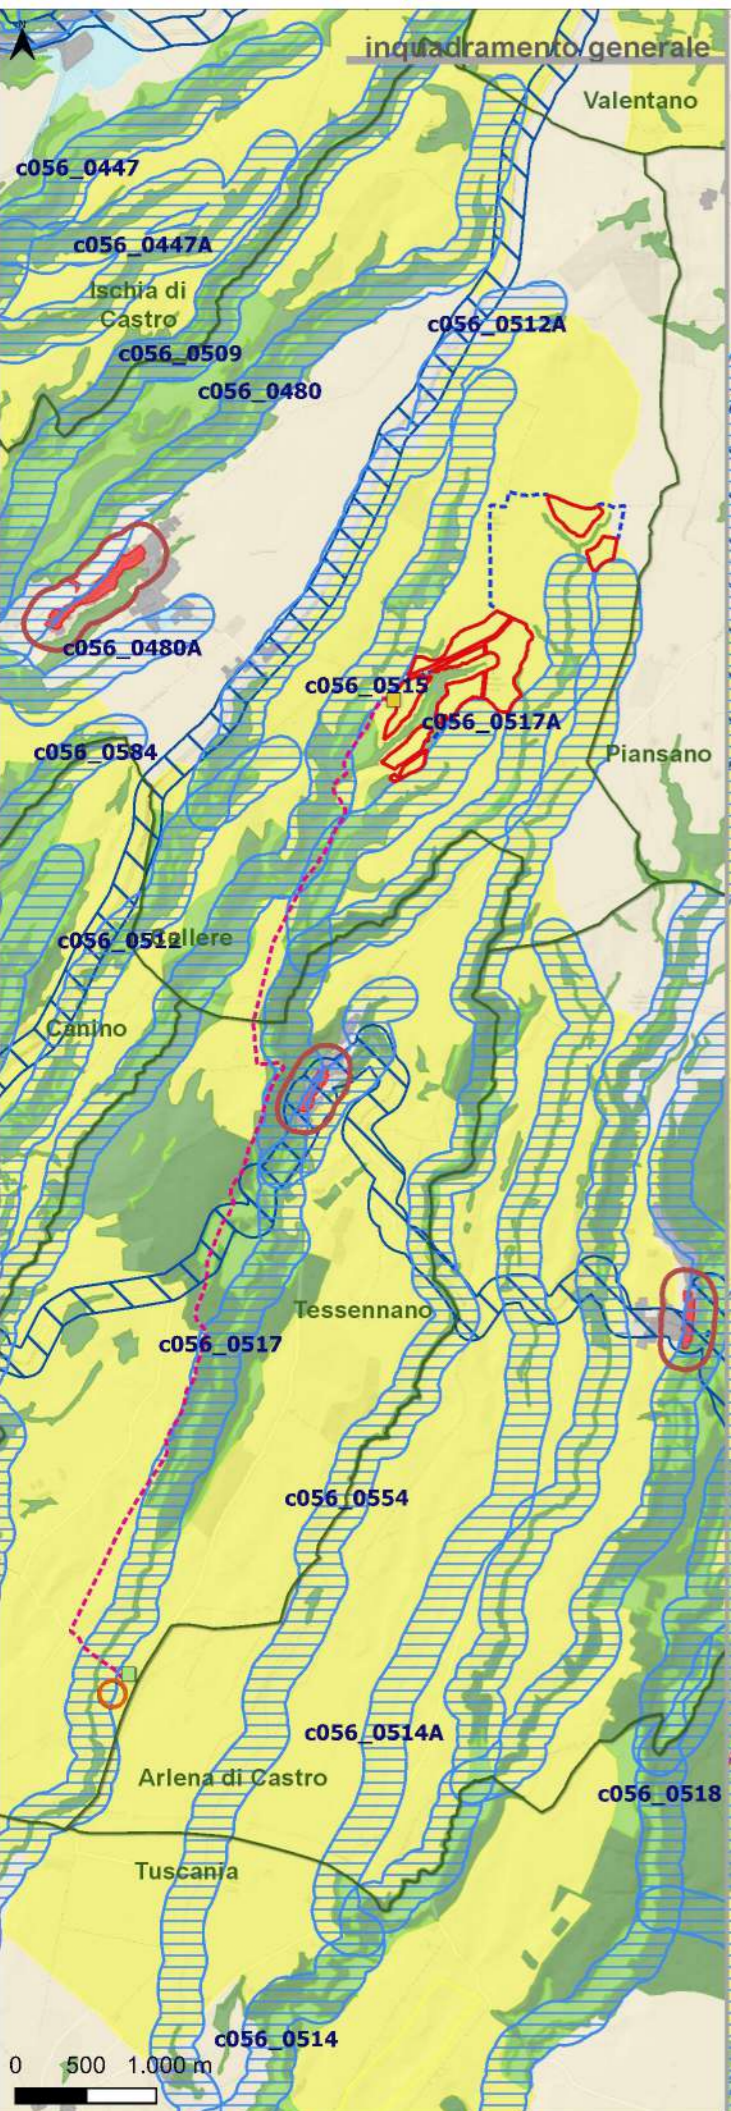 N
inquadramento generale
Valentano
c056_0447
c056_0447A
Ischia di
Castro
c056_0512A
c056_0509
c056_0480
c056_0480A
c056_0515
c056_0517A
c056_0584
Piansano
c056_0512
Cellere
Canino
Tessennano
c056_0517
c056_0554
c056_0514A
Arlena di Castro
c056_0518
Tuscania
c056_0514
0 500 1.000 m